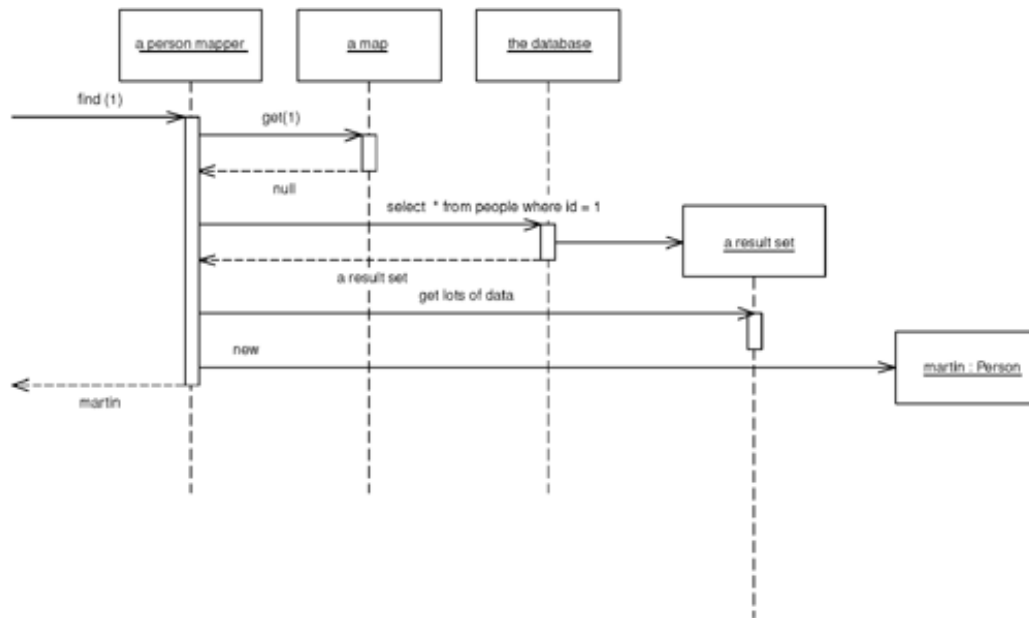 a person mapper
a map
the database
find (1)
get(1)
null
select * from people where id = 1
a result set
a result set
get lots of data
new
martin : Person
martin